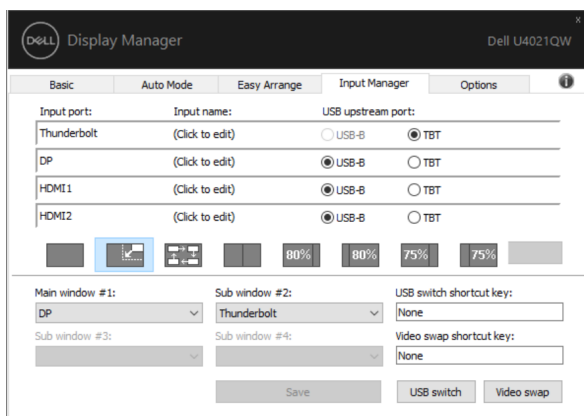 DELL Display Manager Dell U4021QW x
Basic Auto Mode Easy Arrange Input Manager Options i
Input port: Input name: USB upstream port:
Thunderbolt (Click to edit) USB-B TBT
DP (Click to edit) USB-B TBT
HDMI1 (Click to edit) USB-B TBT
HDMI2 (Click to edit) USB-B TBT
80% 80% 75% 75%
Main window #1: Sub window #2: USB switch shortcut key:
DP Thunderbolt None
Sub window #3: Sub window #4: Video swap shortcut key:
None
Save USB switch Video swap